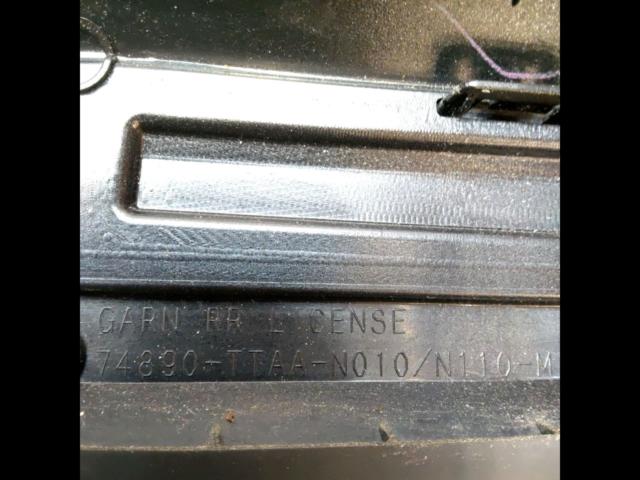 GARN RR LICENSE
74890-TTAA-N010/N110-M